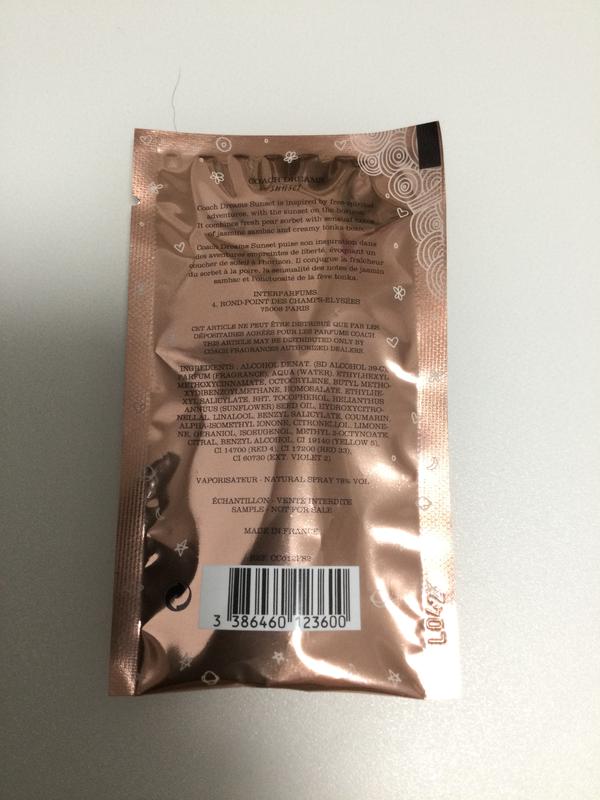 COACH DREAMS
SUNSET
Coach Dreams Sunset is inspired by free-spirited
adventures, with the sunset on the horizon.
It combines fresh pear sorbet with sensual notes
of jasmine sambac and creamy tonka bean.
Coach Dreams Sunset puise son inspiration dans
des aventures empreintes de liberté, évoquant un
coucher de soleil à l'horizon. Il conjugue la fraîcheur
du sorbet à la poire, la sensualité des notes de jasmin
sambac et l'onctuosité de la fève tonka.
INTERPARFUMS
4, ROND-POINT DES CHAMPS-ELYSÉES
75008 PARIS
CET ARTICLE NE PEUT ÊTRE DISTRIBUÉ QUE PAR LES
DÉPOSITAIRES AGRÉÉS POUR LES PARFUMS COACH
THIS ARTICLE MAY BE DISTRIBUTED ONLY BY
COACH FRAGRANCES AUTHORIZED DEALERS.
INGREDIENTS : ALCOHOL DENAT. (SD ALCOHOL 39-C),
PARFUM (FRAGRANCE), AQUA (WATER), ETHYLHEXYL
METHOXYCINNAMATE, OCTOCRYLENE, BUTYL METHO-
XYDIBENZOYLMETHANE, HOMOSALATE, ETHYLHE-
XYL SALICYLATE, BHT, TOCOPHEROL, HELIANTHUS
ANNUUS (SUNFLOWER) SEED OIL, HYDROXYCITRO-
NELLAL, LINALOOL, BENZYL SALICYLATE, COUMARIN,
ALPHA-ISOMETHYL IONONE, CITRONELLOL, LIMONE-
NE, GERANIOL, ISOEUGENOL, METHYL 2-OCTYNOATE,
CITRAL, BENZYL ALCOHOL, CI 19140 (YELLOW 5),
CI 14700 (RED 4), CI 17200 (RED 33),
CI 60730 (EXT. VIOLET 2)
VAPORISATEUR - NATURAL SPRAY 78% VOL
ÉCHANTILLON - VENTE INTERDITE
SAMPLE - NOT FOR SALE
MADE IN FRANCE
REF. CC012P82
3 386460 123600
L042